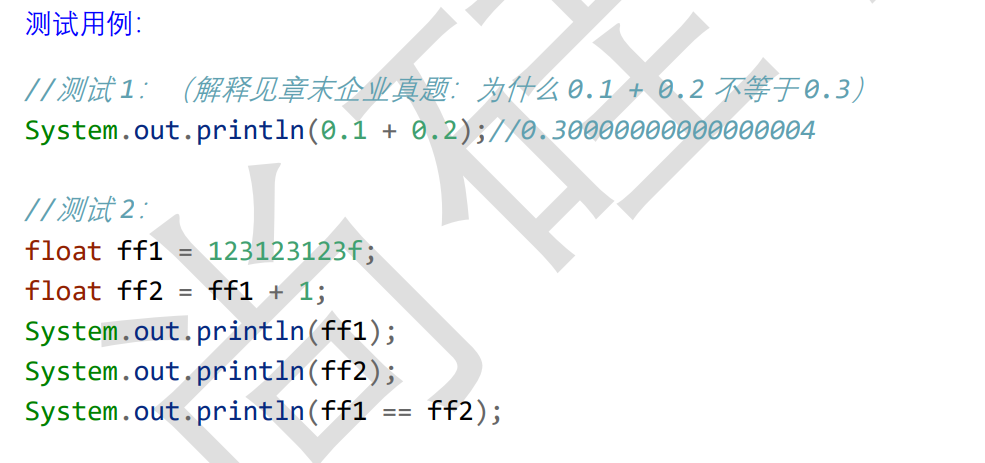 测试用例：
//测试1：（解释见章末企业真题：为什么0.1 + 0.2不等于0.3）
System.out.println(0.1 + 0.2);//0.30000000000000004
//测试2：
float ff1 = 123123123f;
float ff2 = ff1 + 1;
System.out.println(ff1);
System.out.println(ff2);
System.out.println(ff1 == ff2);
尚硅